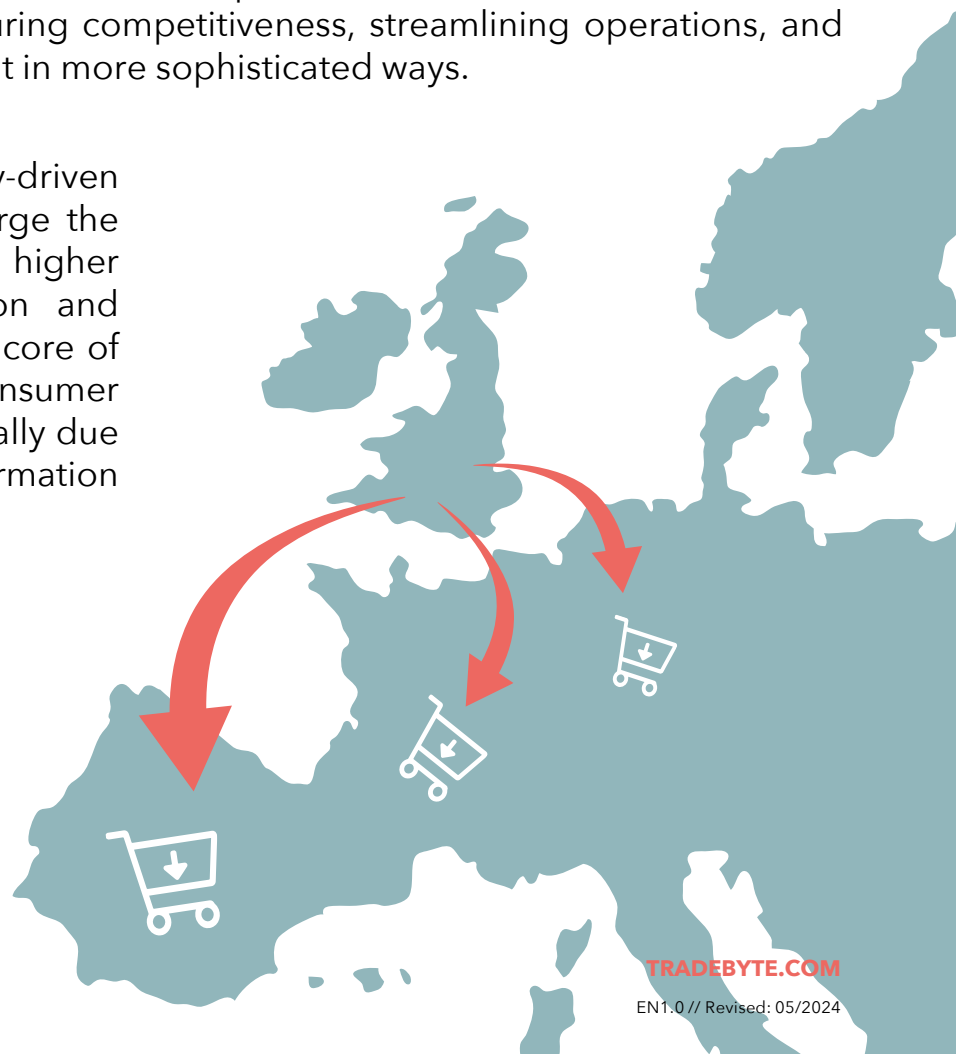 uring competitiveness, streamlining operations, and
t in more sophisticated ways.
-driven
rge the
higher
on and
core of
nsumer
ally due
rmation
TRADEBYTE.COM
EN1.0 // Revised: 05/2024